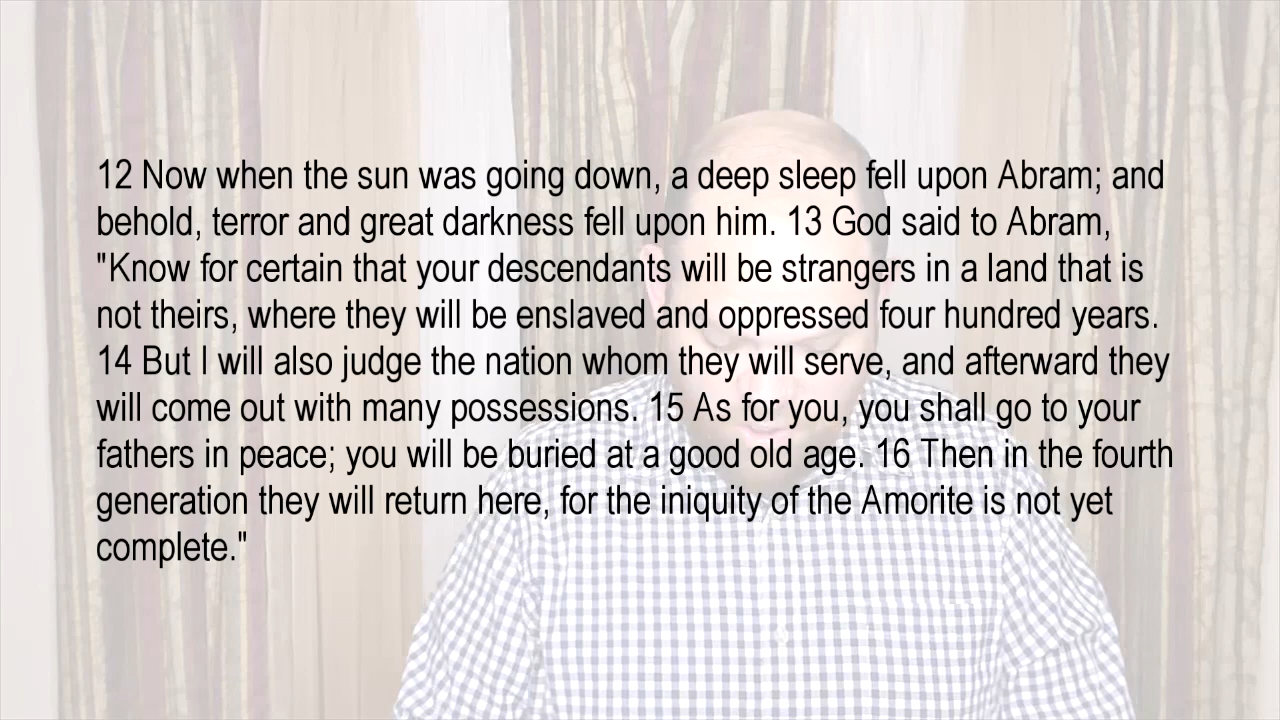 12 Now when the sun was going down, a deep sleep fell upon Abram; and
behold, terror and great darkness fell upon him. 13 God said to Abram,
"Know for certain that your descendants will be strangers in a land that is
not theirs, where they will be enslaved and oppressed four hundred years.
14 But I will also judge the nation whom they will serve, and afterward they
will come out with many possessions. 15 As for you, you shall go to your
fathers in peace; you will be buried at a good old age. 16 Then in the fourth
generation they will return here, for the iniquity of the Amorite is not yet
complete."